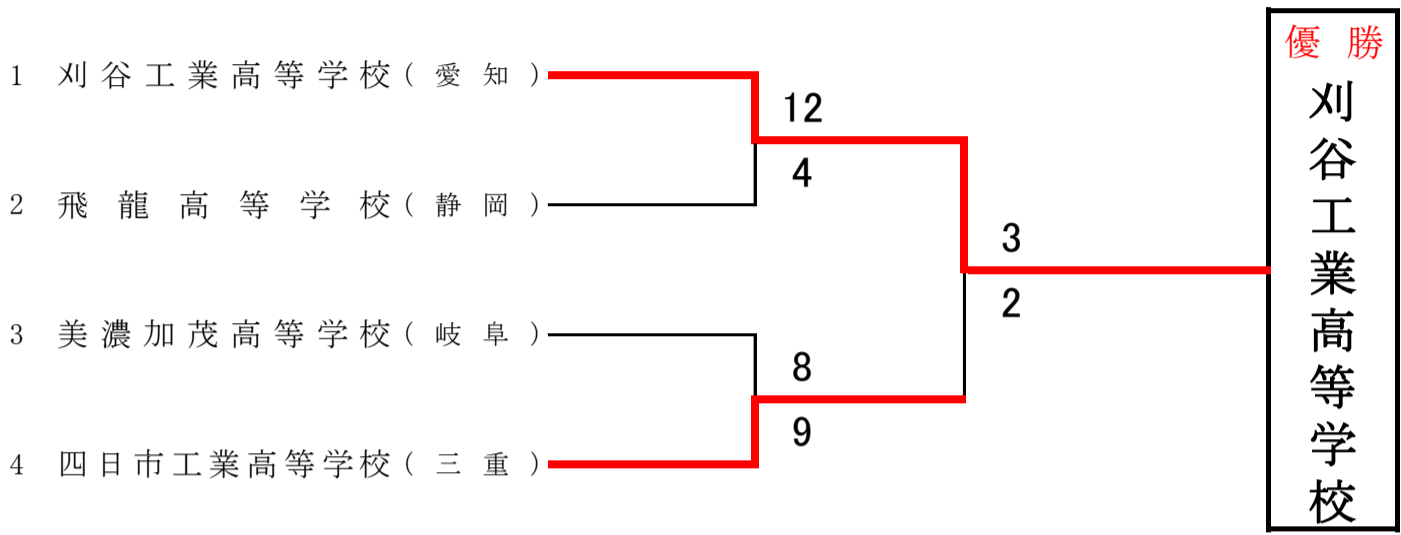 1 刈谷工業高等学校(愛知)
2 飛龍高等学校(静岡)
3 美濃加茂高等学校(岐阜)
4 四日市工業高等学校(三重)
12
4
8
9
3
2
優勝
刈谷工業高等学校